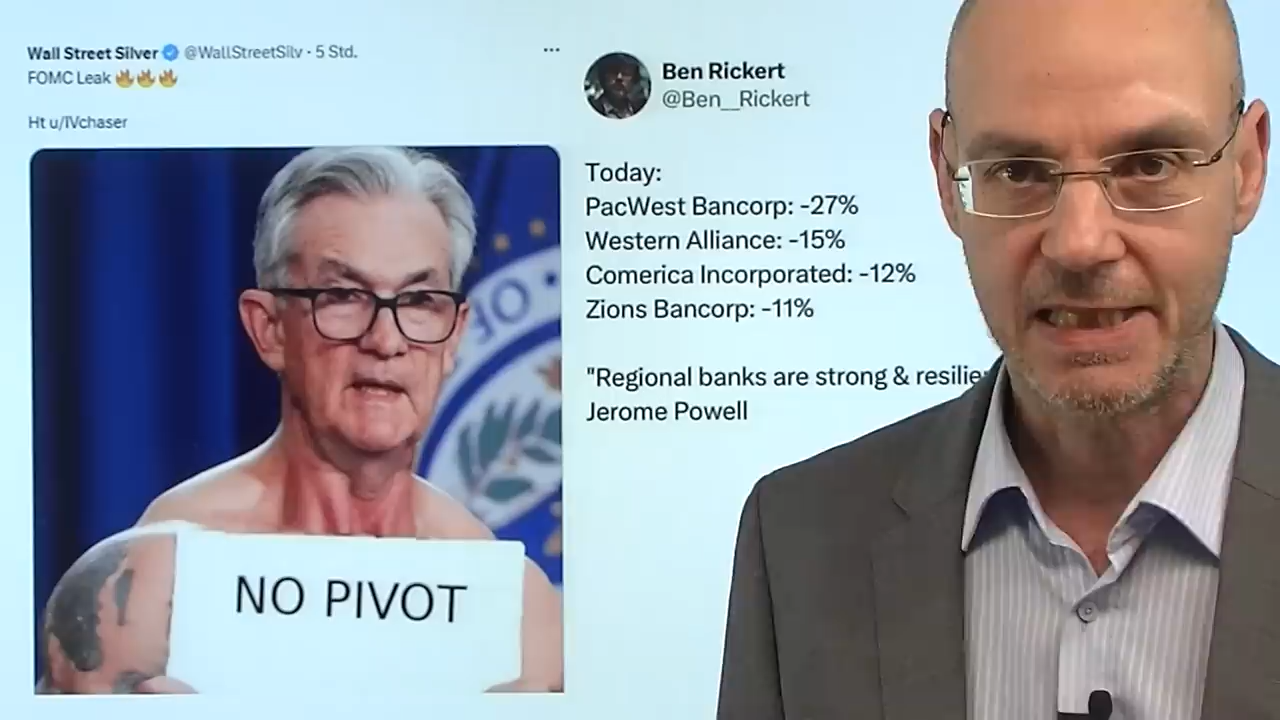 Wall Street Silver @WallStreetSilv · 5 Std.
FOMC Leak 🔥🔥🔥
Ht u/IVchaser
NO PIVOT
Ben Rickert
@Ben__Rickert
Today:
PacWest Bancorp: -27%
Western Alliance: -15%
Comerica Incorporated: -12%
Zions Bancorp: -11%
"Regional banks are strong &
Jerome Powell